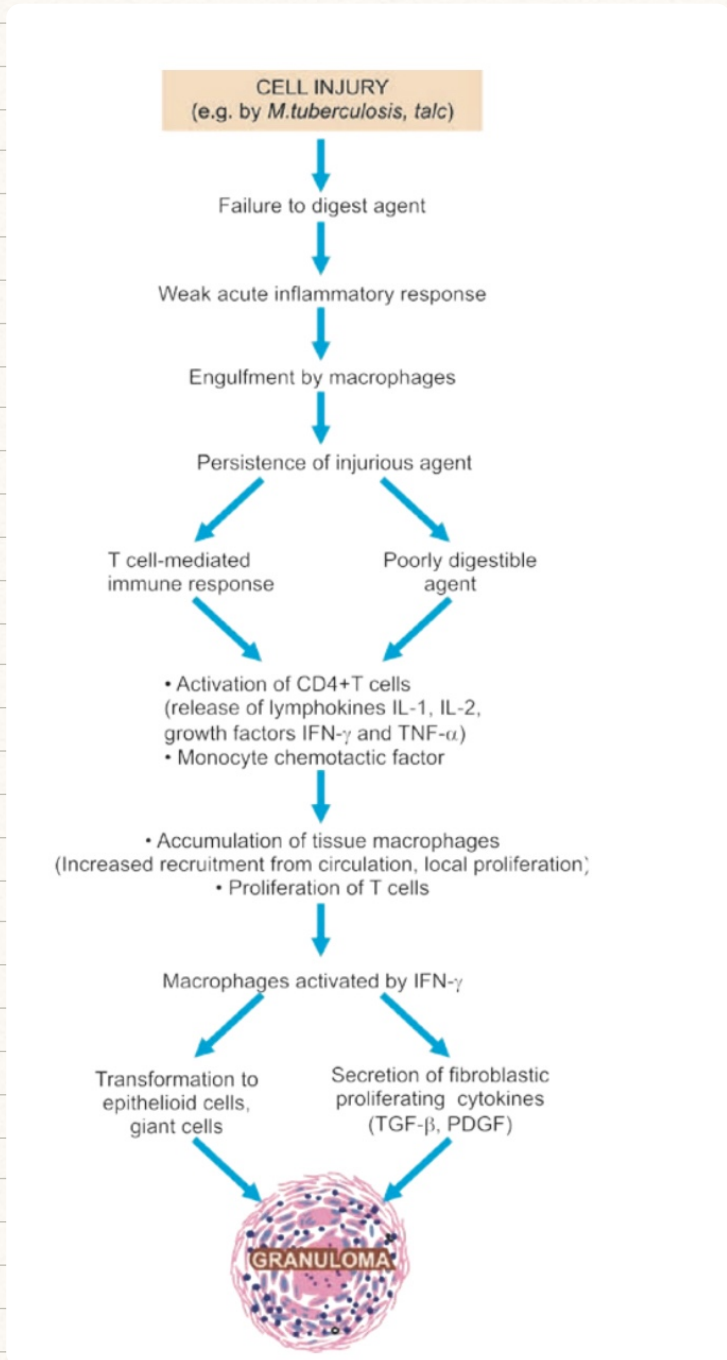 CELL INJURY
(e.g. by M.tuberculosis, talc)
Failure to digest agent
Weak acute inflammatory response
Engulfment by macrophages
Persistence of injurious agent
T cell-mediated
immune response
Poorly digestible
agent
• Activation of CD4+T cells
(release of lymphokines IL-1, IL-2,
growth factors IFN-γ and TNF-α)
• Monocyte chemotactic factor
• Accumulation of tissue macrophages
(Increased recruitment from circulation, local proliferation)
• Proliferation of T cells
Macrophages activated by IFN-γ
Transformation to
epithelioid cells,
giant cells
Secretion of fibroblastic
proliferating cytokines
(TGF-β, PDGF)
GRANULOMA